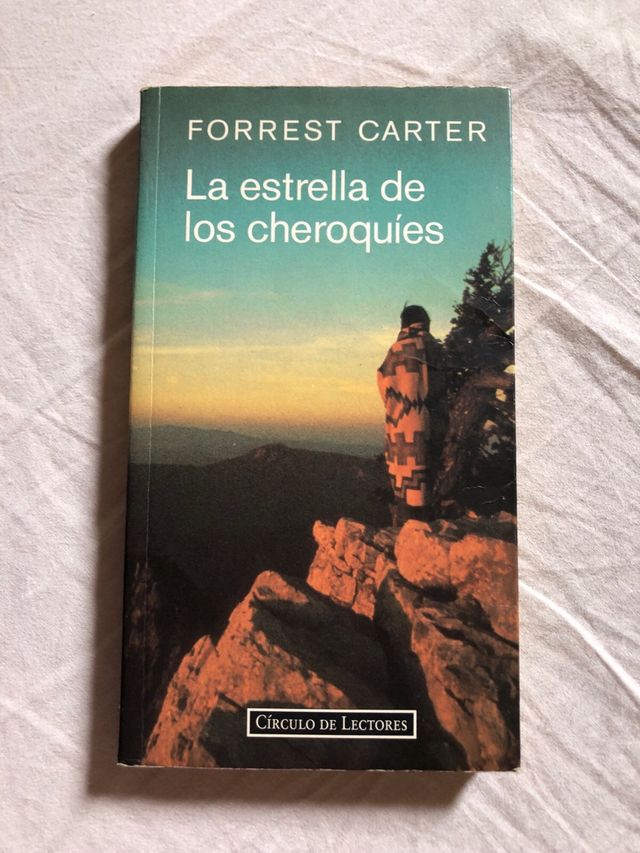 FORREST CARTER
La estrella de
los cheroquíes
CÍRCULO DE LECTORES